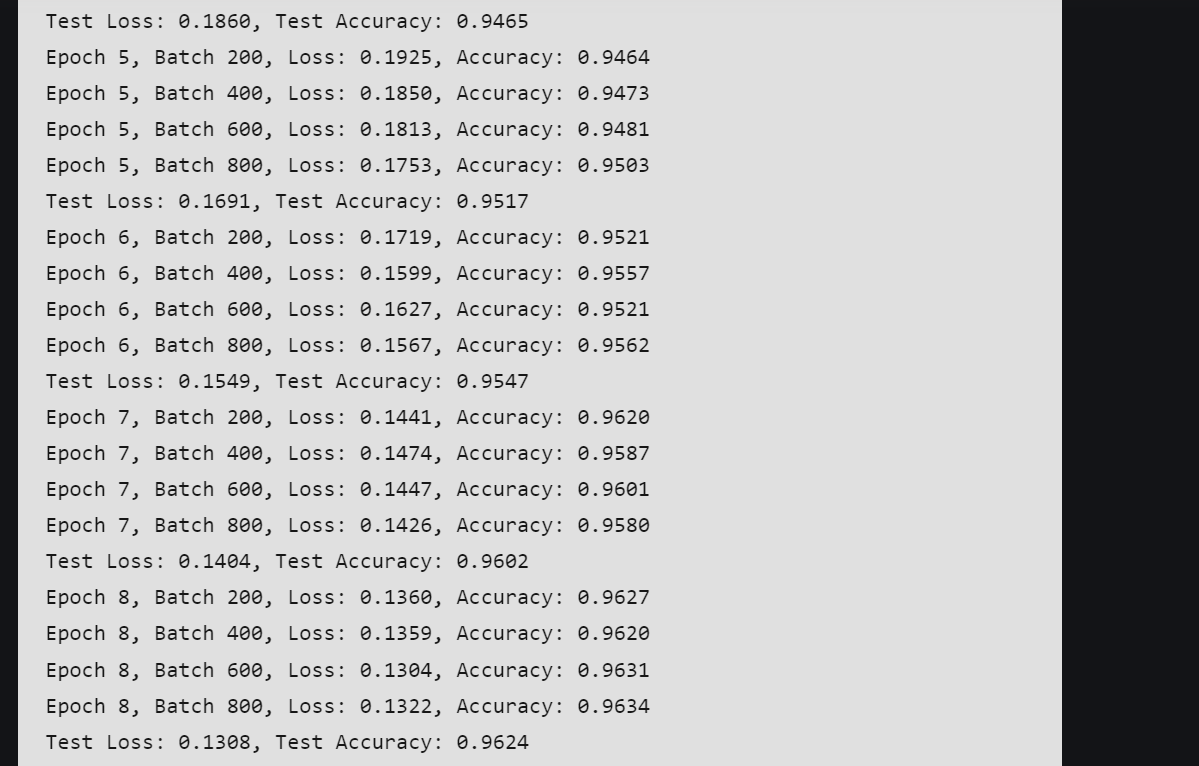 Test Loss: 0.1860, Test Accuracy: 0.9465
Epoch 5, Batch 200, Loss: 0.1925, Accuracy: 0.9464
Epoch 5, Batch 400, Loss: 0.1850, Accuracy: 0.9473
Epoch 5, Batch 600, Loss: 0.1813, Accuracy: 0.9481
Epoch 5, Batch 800, Loss: 0.1753, Accuracy: 0.9503
Test Loss: 0.1691, Test Accuracy: 0.9517
Epoch 6, Batch 200, Loss: 0.1719, Accuracy: 0.9521
Epoch 6, Batch 400, Loss: 0.1599, Accuracy: 0.9557
Epoch 6, Batch 600, Loss: 0.1627, Accuracy: 0.9521
Epoch 6, Batch 800, Loss: 0.1567, Accuracy: 0.9562
Test Loss: 0.1549, Test Accuracy: 0.9547
Epoch 7, Batch 200, Loss: 0.1441, Accuracy: 0.9620
Epoch 7, Batch 400, Loss: 0.1474, Accuracy: 0.9587
Epoch 7, Batch 600, Loss: 0.1447, Accuracy: 0.9601
Epoch 7, Batch 800, Loss: 0.1426, Accuracy: 0.9580
Test Loss: 0.1404, Test Accuracy: 0.9602
Epoch 8, Batch 200, Loss: 0.1360, Accuracy: 0.9627
Epoch 8, Batch 400, Loss: 0.1359, Accuracy: 0.9620
Epoch 8, Batch 600, Loss: 0.1304, Accuracy: 0.9631
Epoch 8, Batch 800, Loss: 0.1322, Accuracy: 0.9634
Test Loss: 0.1308, Test Accuracy: 0.9624